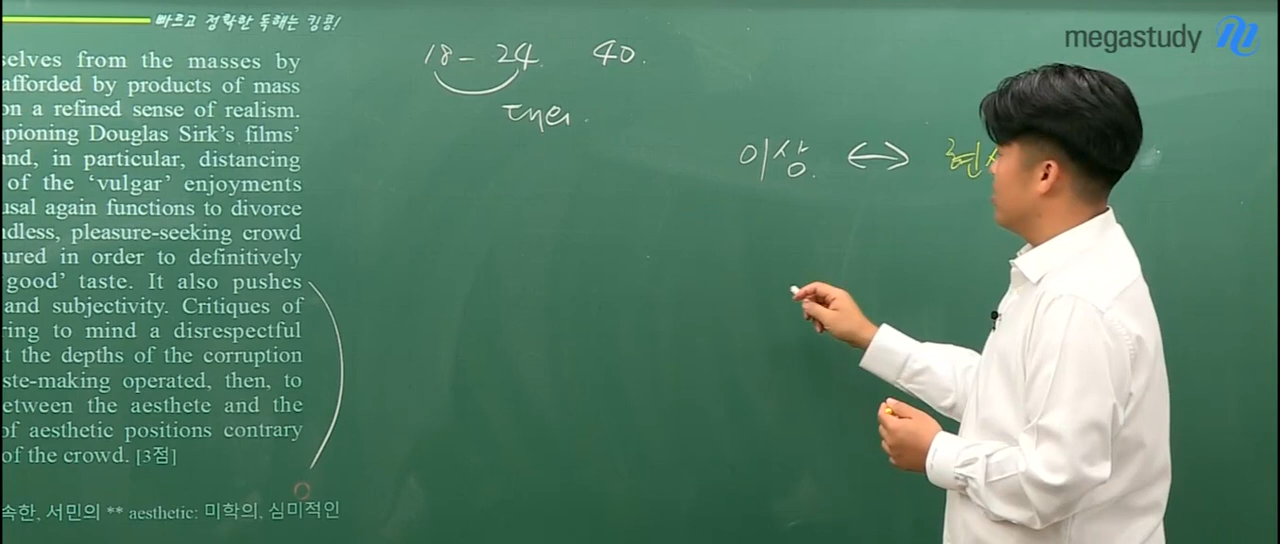 빠르고 정확한 독해는 킹콩!
megastudy
selves from the masses by
afforded by products of mass
on a refined sense of realism.
pioning Douglas Sirk's films'
and, in particular, distancing
of the 'vulgar' enjoyments
usal again functions to divorce
ndless, pleasure-seeking crowd
ured in order to definitively
'good' taste. It also pushes
and subjectivity. Critiques of
ring to mind a disrespectful
t the depths of the corruption
ste-making operated, then, to
etween the aesthete and the
of aesthetic positions contrary
of the crowd. [3점]
속한, 서민의 ** aesthetic: 미학의, 심미적인
18 - 24. 40.
이상. ↔ 현